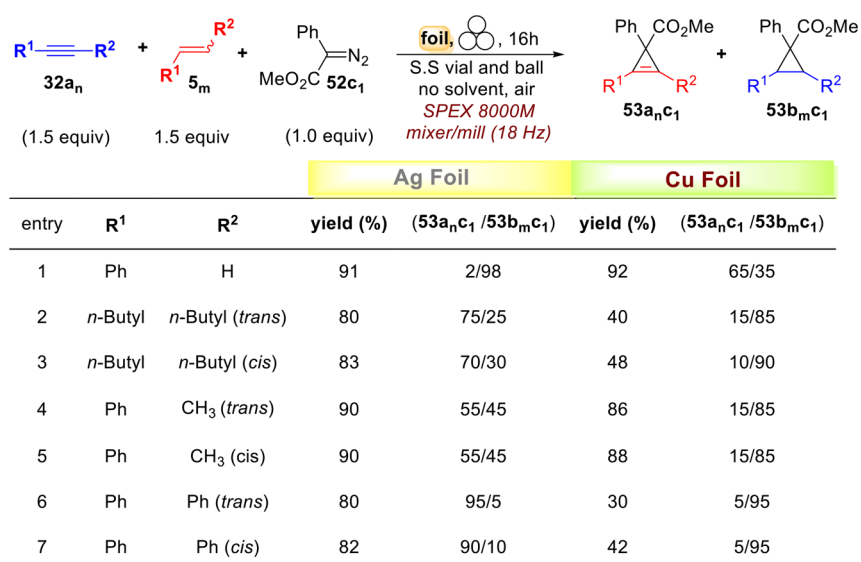 R¹ R² + R¹ R² + Ph N₂ MeO₂C foil, , 16h Ph CO₂Me R¹ R² + Ph CO₂Me R¹ R²
32aₙ 5ₘ 52c₁ S.S vial and ball 53aₙc₁ 53bₘc₁
no solvent, air
SPEX 8000M
(1.5 equiv) 1.5 equiv) (1.0 equiv) mixer/mill (18 Hz)
Ag Foil Cu Foil
entry R¹ R² yield (%) (53aₙc₁ /53bₘc₁) yield (%) (53aₙc₁ /53bₘc₁)
1 Ph H 91 2/98 92 65/35
2 n-Butyl n-Butyl (trans) 80 75/25 40 15/85
3 n-Butyl n-Butyl (cis) 83 70/30 48 10/90
4 Ph CH₃ (trans) 90 55/45 86 15/85
5 Ph CH₃ (cis) 90 55/45 88 15/85
6 Ph Ph (trans) 80 95/5 30 5/95
7 Ph Ph (cis) 82 90/10 42 5/95